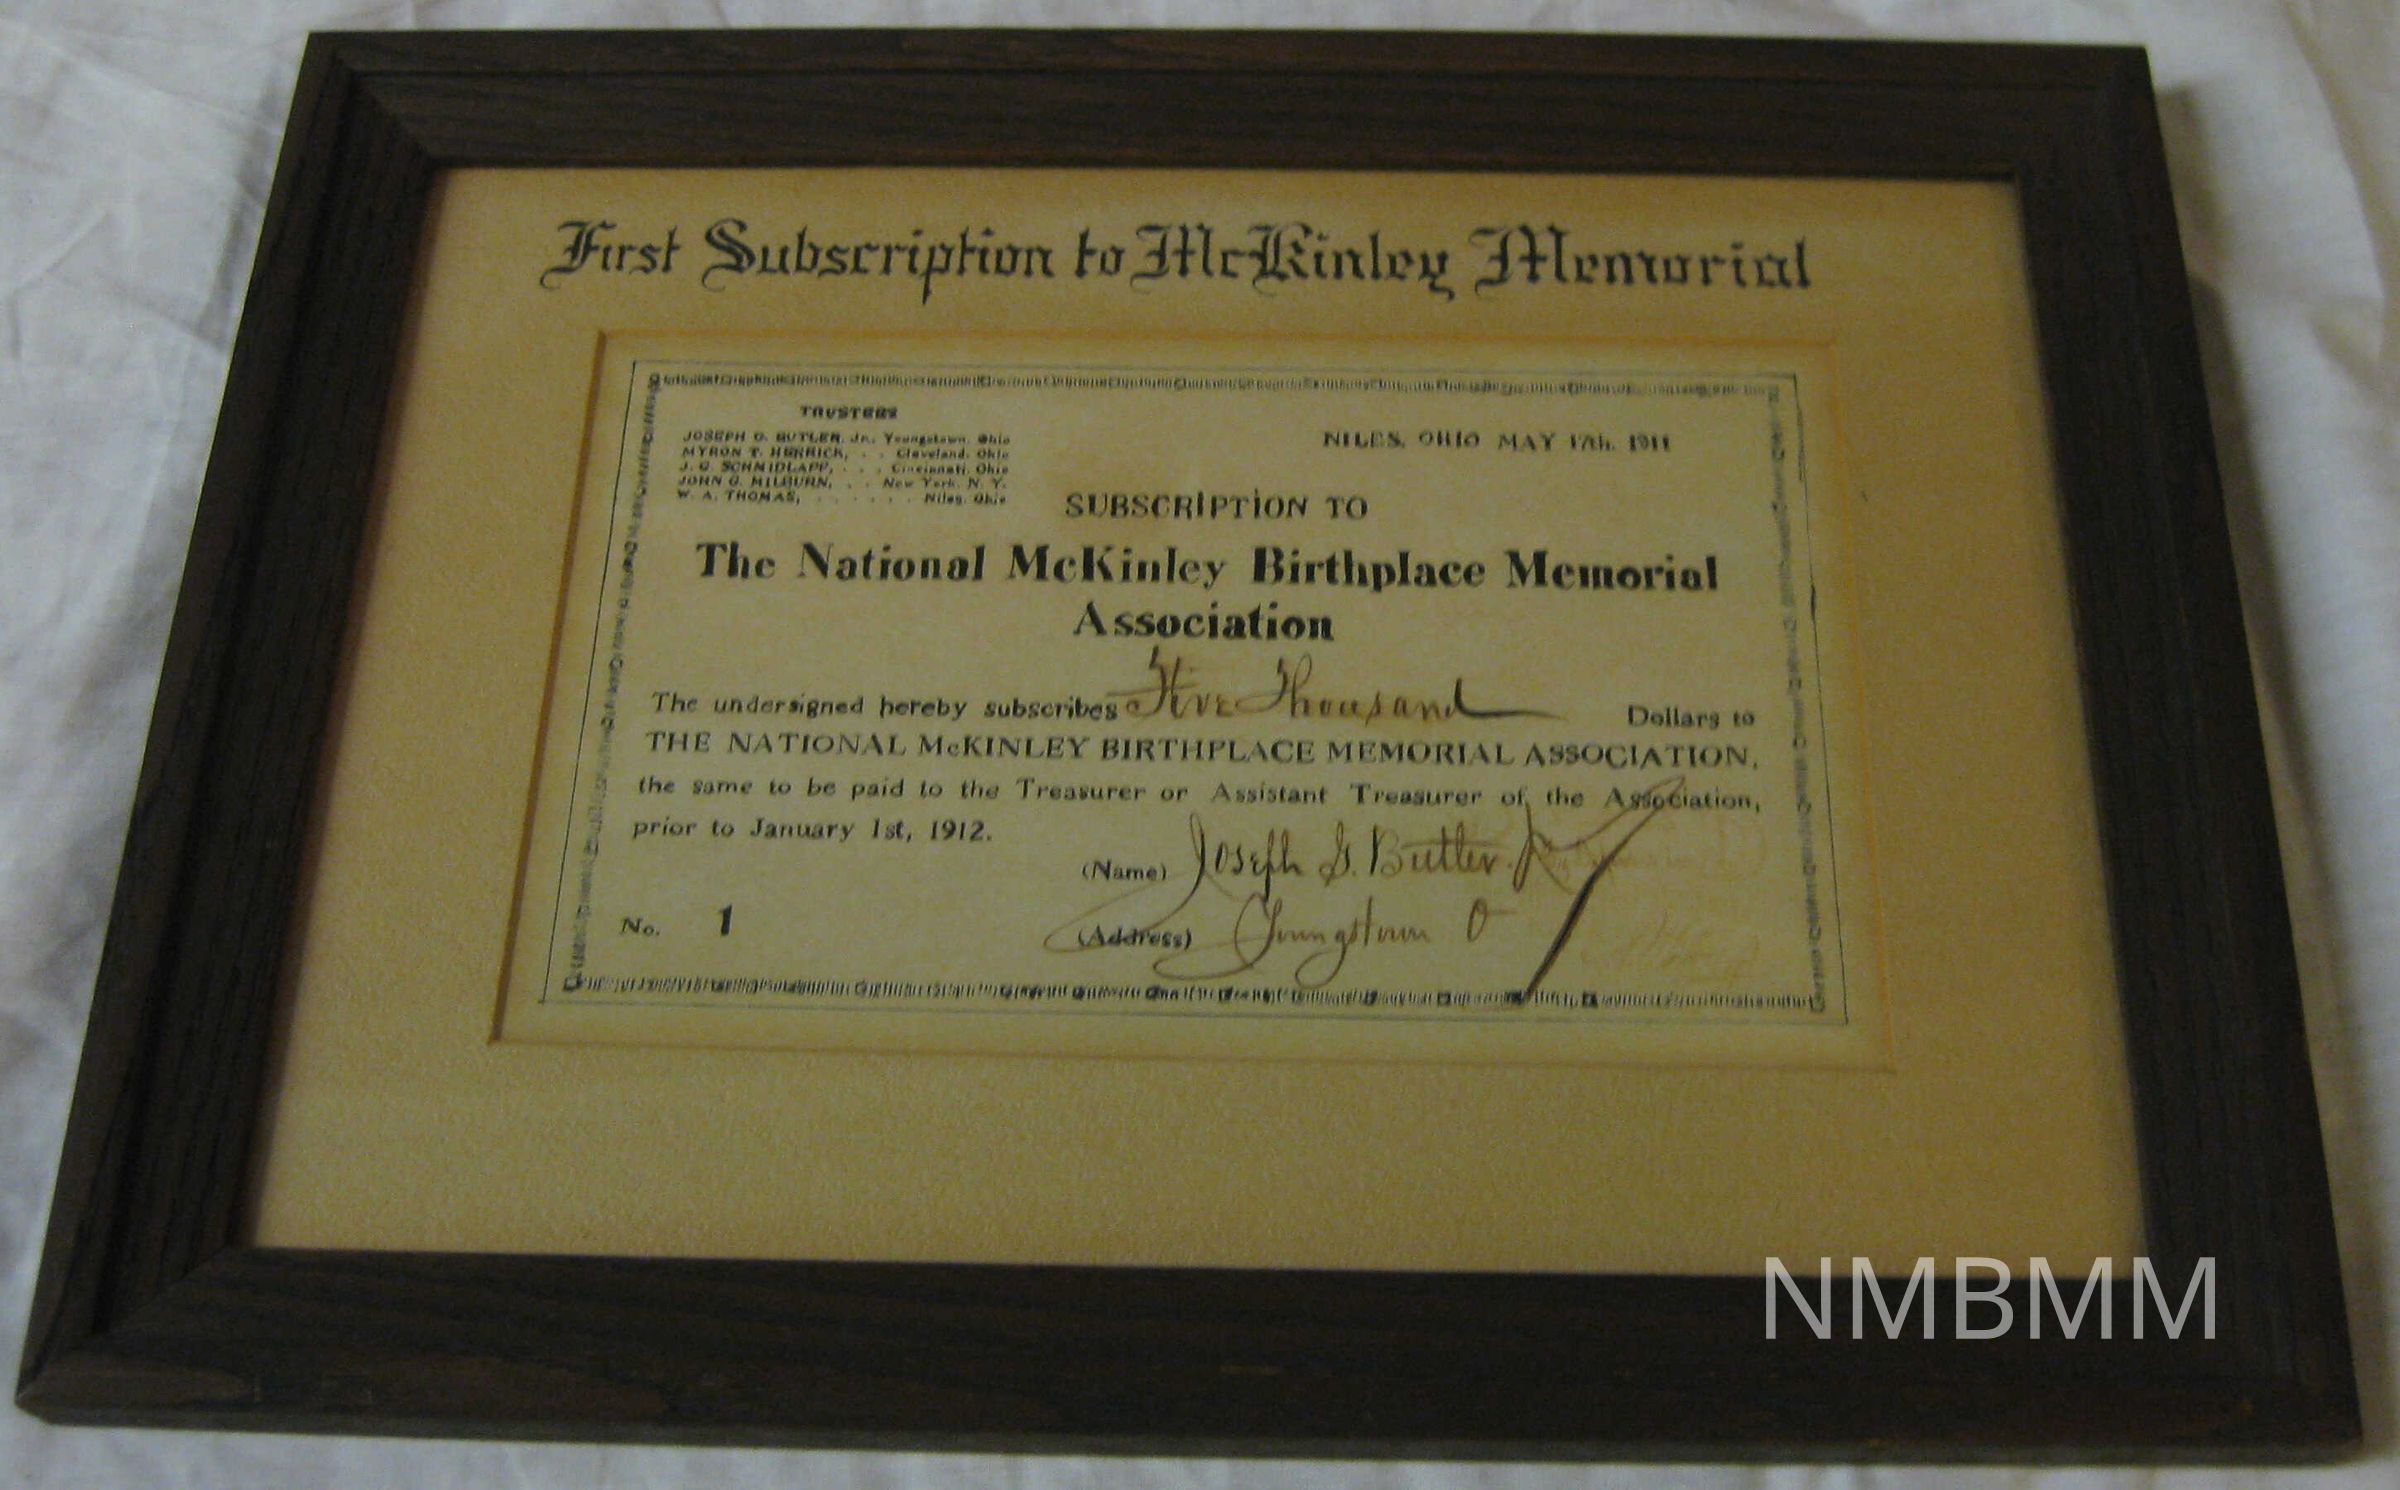 First Subscription to McKinley Memorial
TRUSTEES
JOSEPH G. BUTLER, Jr., Youngstown, Ohio
MYRON T. HERRICK, . . Cleveland, Ohio
J. G. SCHMIDLAPP, . . . Cincinnati, Ohio
JOHN G. MILBURN, . . New York, N. Y.
W. A. THOMAS, . . . . . . Niles, Ohio
NILES, OHIO MAY 17th, 1911
SUBSCRIPTION TO
The National McKinley Birthplace Memorial
Association
The undersigned hereby subscribes Five Thousand Dollars to
THE NATIONAL McKINLEY BIRTHPLACE MEMORIAL ASSOCIATION,
the same to be paid to the Treasurer or Assistant Treasurer of the Association,
prior to January 1st, 1912.
(Name) Joseph G. Butler Jr
No. 1
(Address) Youngstown O
NMBMM